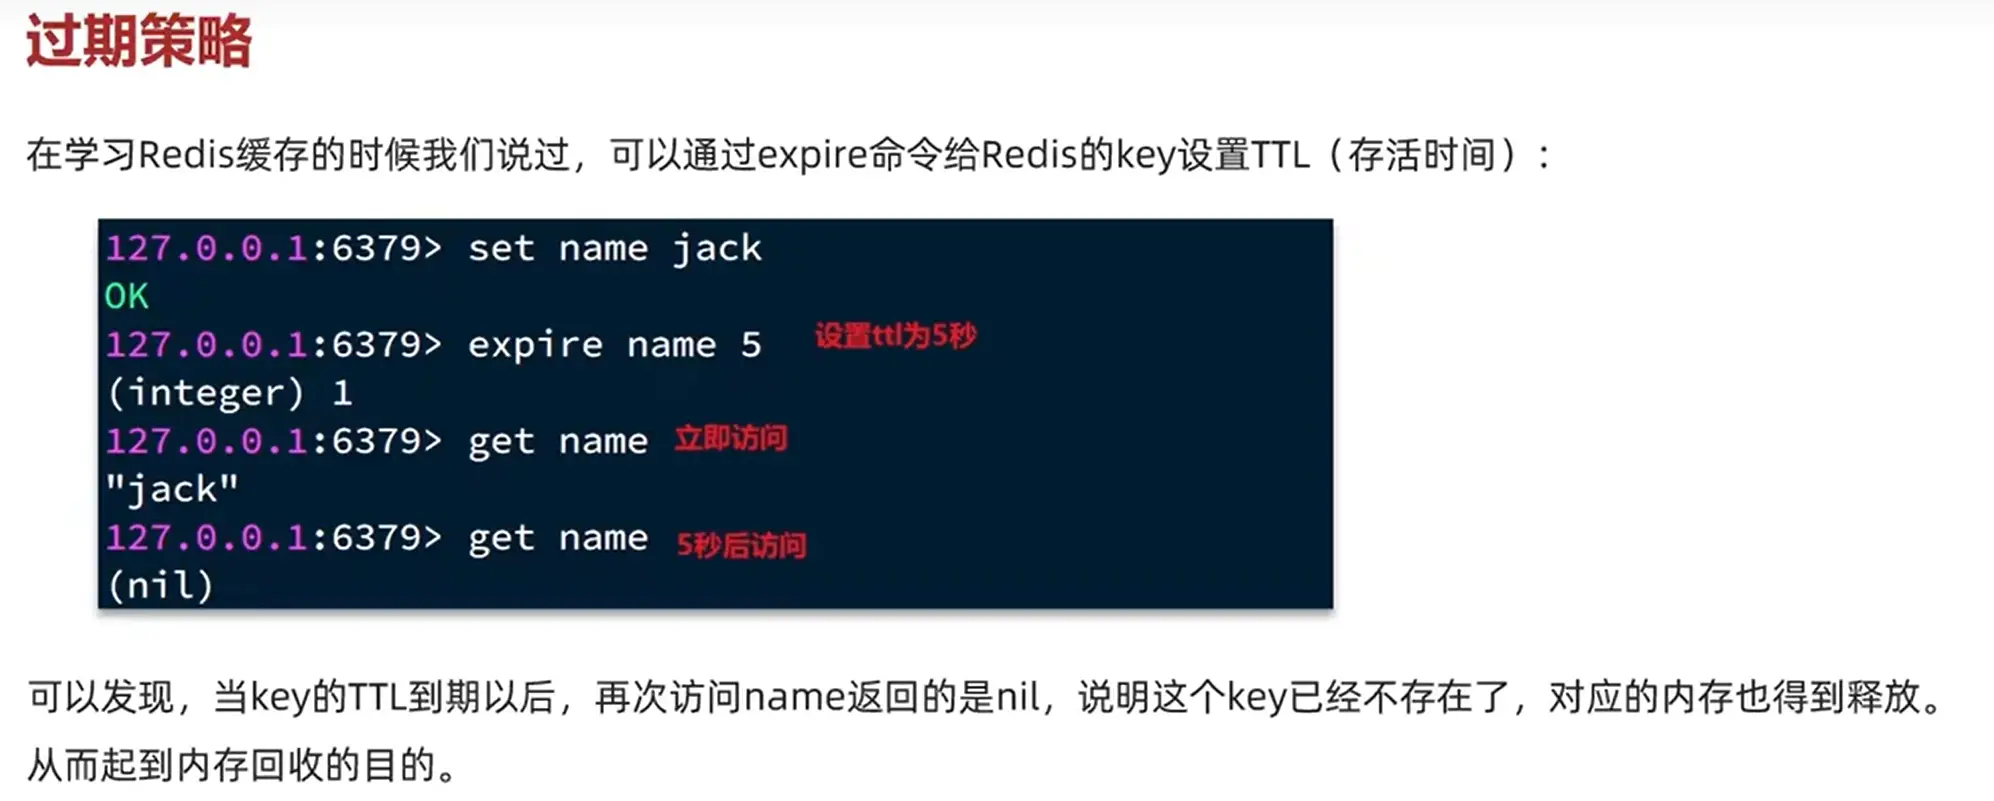 过期策略
在学习Redis缓存的时候我们说过，可以通过expire命令给Redis的key设置TTL（存活时间）：
127.0.0.1:6379> set name jack
OK
127.0.0.1:6379> expire name 5 设置ttl为5秒
(integer) 1
127.0.0.1:6379> get name 立即访问
"jack"
127.0.0.1:6379> get name 5秒后访问
(nil)
可以发现，当key的TTL到期以后，再次访问name返回的是nil，说明这个key已经不存在了，对应的内存也得到释放。
从而起到内存回收的目的。